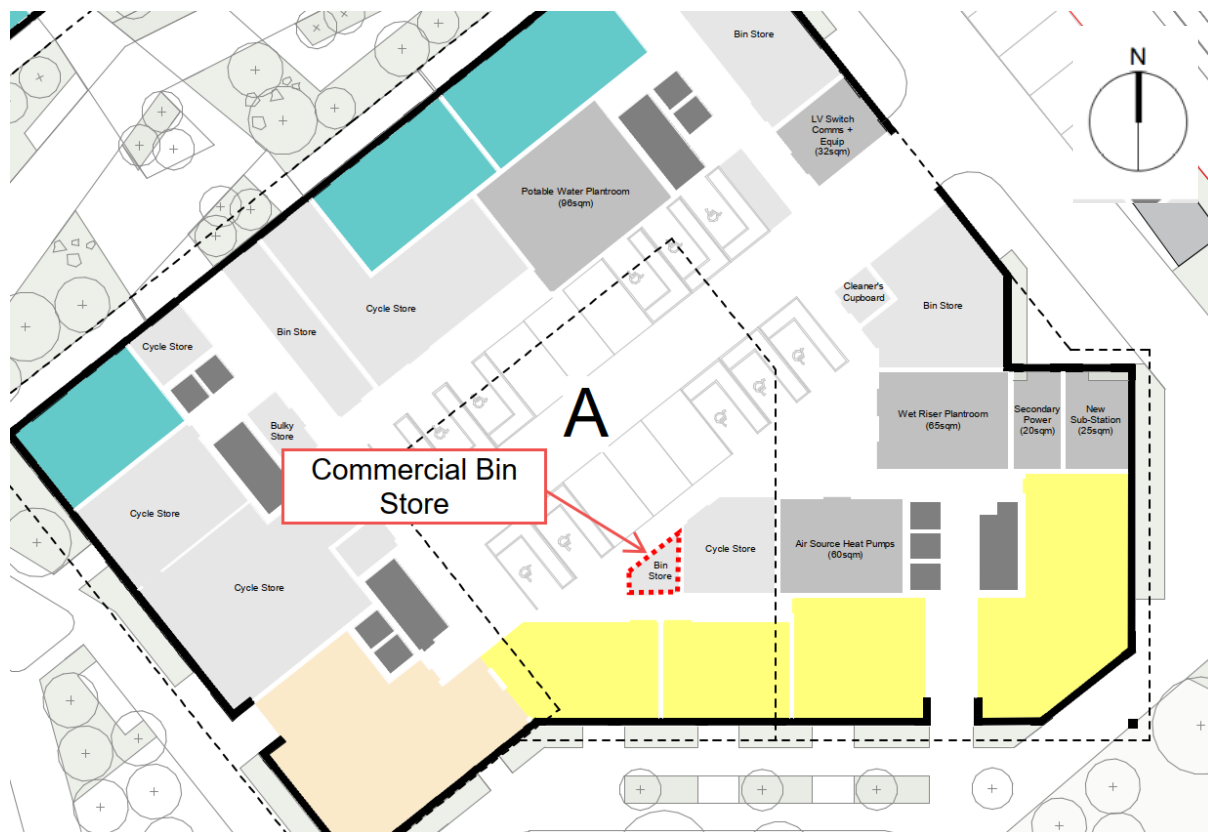 Bin Store
N
LV Switch
Comms +
Equip
(32sqm)
Potable Water Plantroom
(96sqm)
Cleaner's
Cupboard
Bin Store
Cycle Store
Bin Store
Cycle Store
A
Wet Riser Plantroom
(65sqm)
Secondary
Power
(20sqm)
New
Sub-Station
(25sqm)
Bulky
Store
Commercial Bin
Store
Cycle Store
Cycle Store
Air Source Heat Pumps
(60sqm)
Bin
Store
Cycle Store